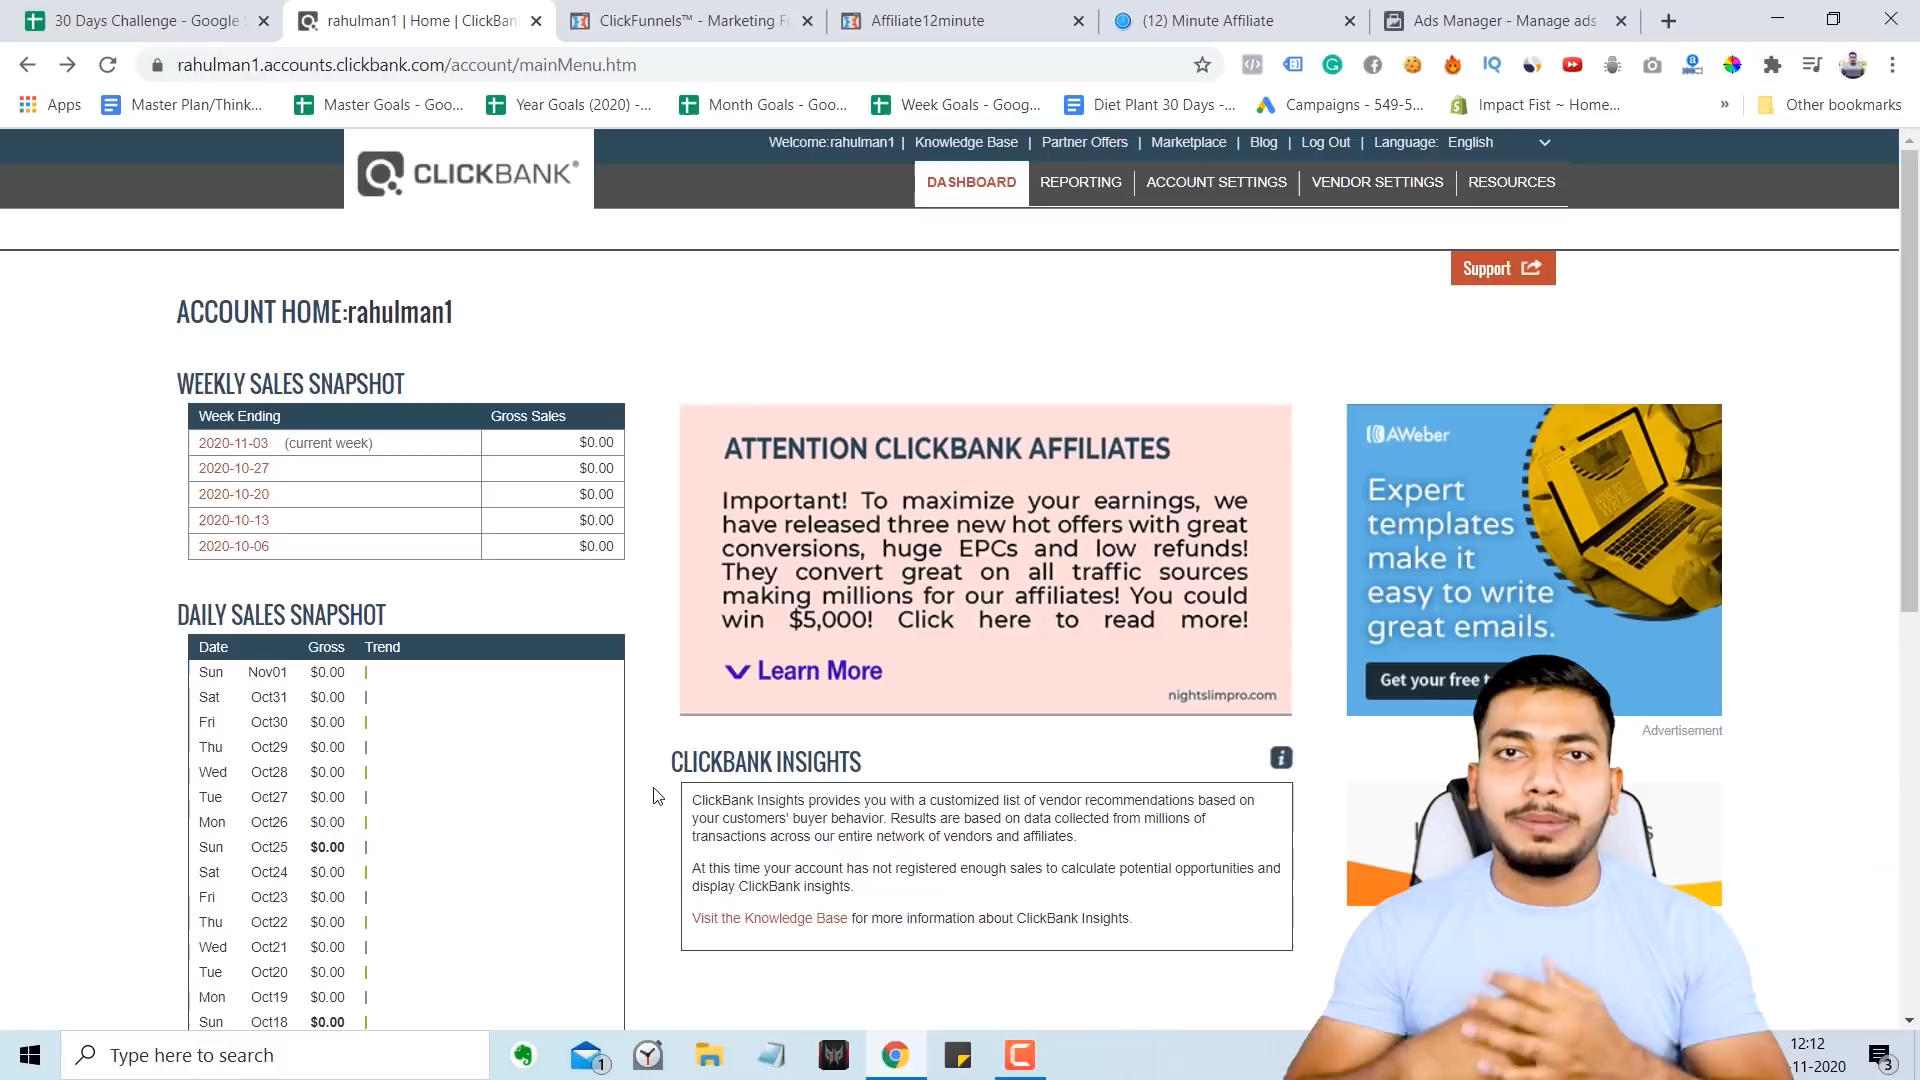 30 Days Challenge - Google
rahulman1 | Home | ClickBan
ClickFunnels™ - Marketing F
Affiliate12minute
(12) Minute Affiliate
Ads Manager - Manage ads
rahulman1.accounts.clickbank.com/account/mainMenu.htm
Apps
Master Plan/Think...
Master Goals - Goo...
Year Goals (2020) -...
Month Goals - Goo...
Week Goals - Goog...
Diet Plant 30 Days -...
Campaigns - 549-5...
Impact Fist ~ Home...
»
Other bookmarks
Welcome:rahulman1 | Knowledge Base | Partner Offers | Marketplace | Blog | Log Out | Language: English
CLICKBANK®
DASHBOARD
REPORTING
ACCOUNT SETTINGS
VENDOR SETTINGS
RESOURCES
Support
ACCOUNT HOME:rahulman1
WEEKLY SALES SNAPSHOT
Week Ending Gross Sales
2020-11-03 (current week) $0.00
2020-10-27 $0.00
2020-10-20 $0.00
2020-10-13 $0.00
2020-10-06 $0.00
DAILY SALES SNAPSHOT
Date Gross Trend
Sun Nov01 $0.00
Sat Oct31 $0.00
Fri Oct30 $0.00
Thu Oct29 $0.00
Wed Oct28 $0.00
Tue Oct27 $0.00
Mon Oct26 $0.00
Sun Oct25 $0.00
Sat Oct24 $0.00
Fri Oct23 $0.00
Thu Oct22 $0.00
Wed Oct21 $0.00
Tue Oct20 $0.00
Mon Oct19 $0.00
Sun Oct18 $0.00
ATTENTION CLICKBANK AFFILIATES
Important! To maximize your earnings, we
have released three new hot offers with great
conversions, huge EPCs and low refunds!
They convert great on all traffic sources
making millions for our affiliates! You could
win $5,000! Click here to read more!
Learn More
nightslimpro.com
CLICKBANK INSIGHTS
ClickBank Insights provides you with a customized list of vendor recommendations based on
your customers' buyer behavior. Results are based on data collected from millions of
transactions across our entire network of vendors and affiliates.
At this time your account has not registered enough sales to calculate potential opportunities and
display ClickBank insights.
Visit the Knowledge Base for more information about ClickBank Insights.
AWeber
Expert
templates
make it
easy to write
great emails.
Get your free t
Advertisement
Type here to search
1
12:12
-11-2020
3